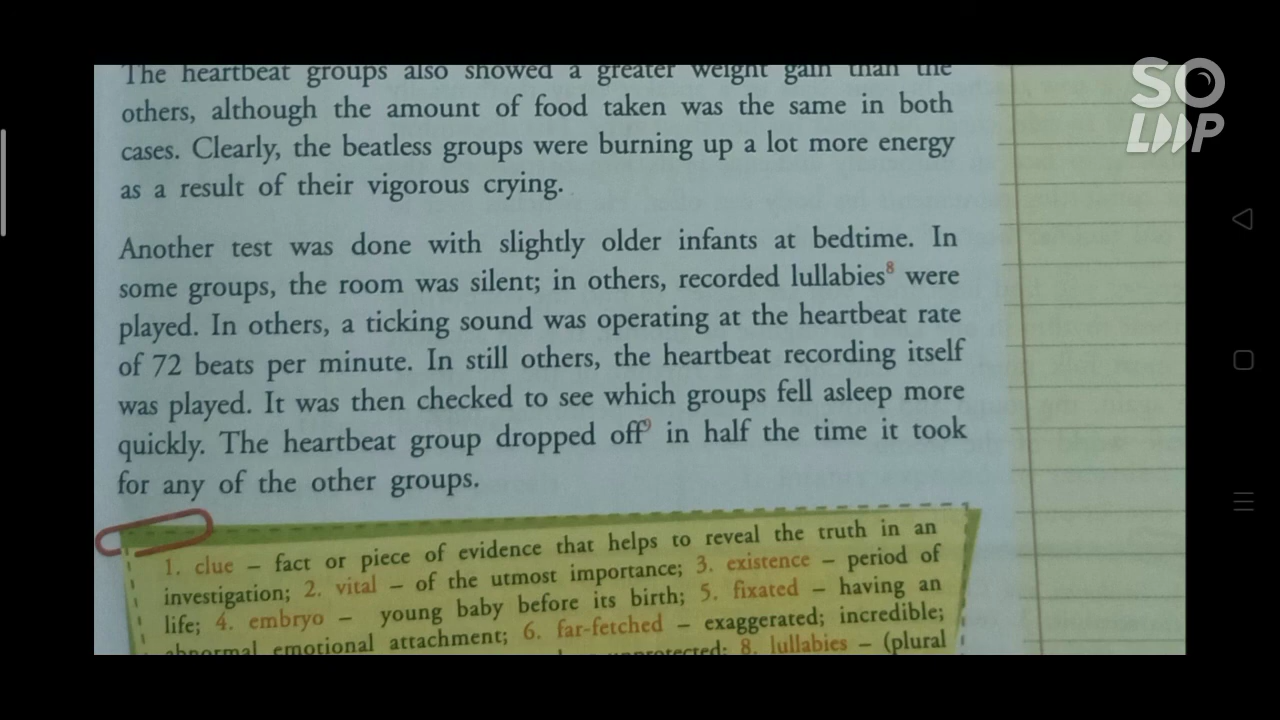 The heartbeat groups also showed a greater weight gain than the
others, although the amount of food taken was the same in both
cases. Clearly, the beatless groups were burning up a lot more energy
as a result of their vigorous crying.
Another test was done with slightly older infants at bedtime. In
some groups, the room was silent; in others, recorded lullabies8 were
played. In others, a ticking sound was operating at the heartbeat rate
of 72 beats per minute. In still others, the heartbeat recording itself
was played. It was then checked to see which groups fell asleep more
quickly. The heartbeat group dropped off9 in half the time it took
for any of the other groups.
1. clue – fact or piece of evidence that helps to reveal the truth in an
investigation; 2. vital – of the utmost importance; 3. existence – period of
life; 4. embryo – young baby before its birth; 5. fixated – having an
abnormal emotional attachment; 6. far-fetched – exaggerated; incredible;
unprotected; 8. lullabies – (plural
SO
LOOP